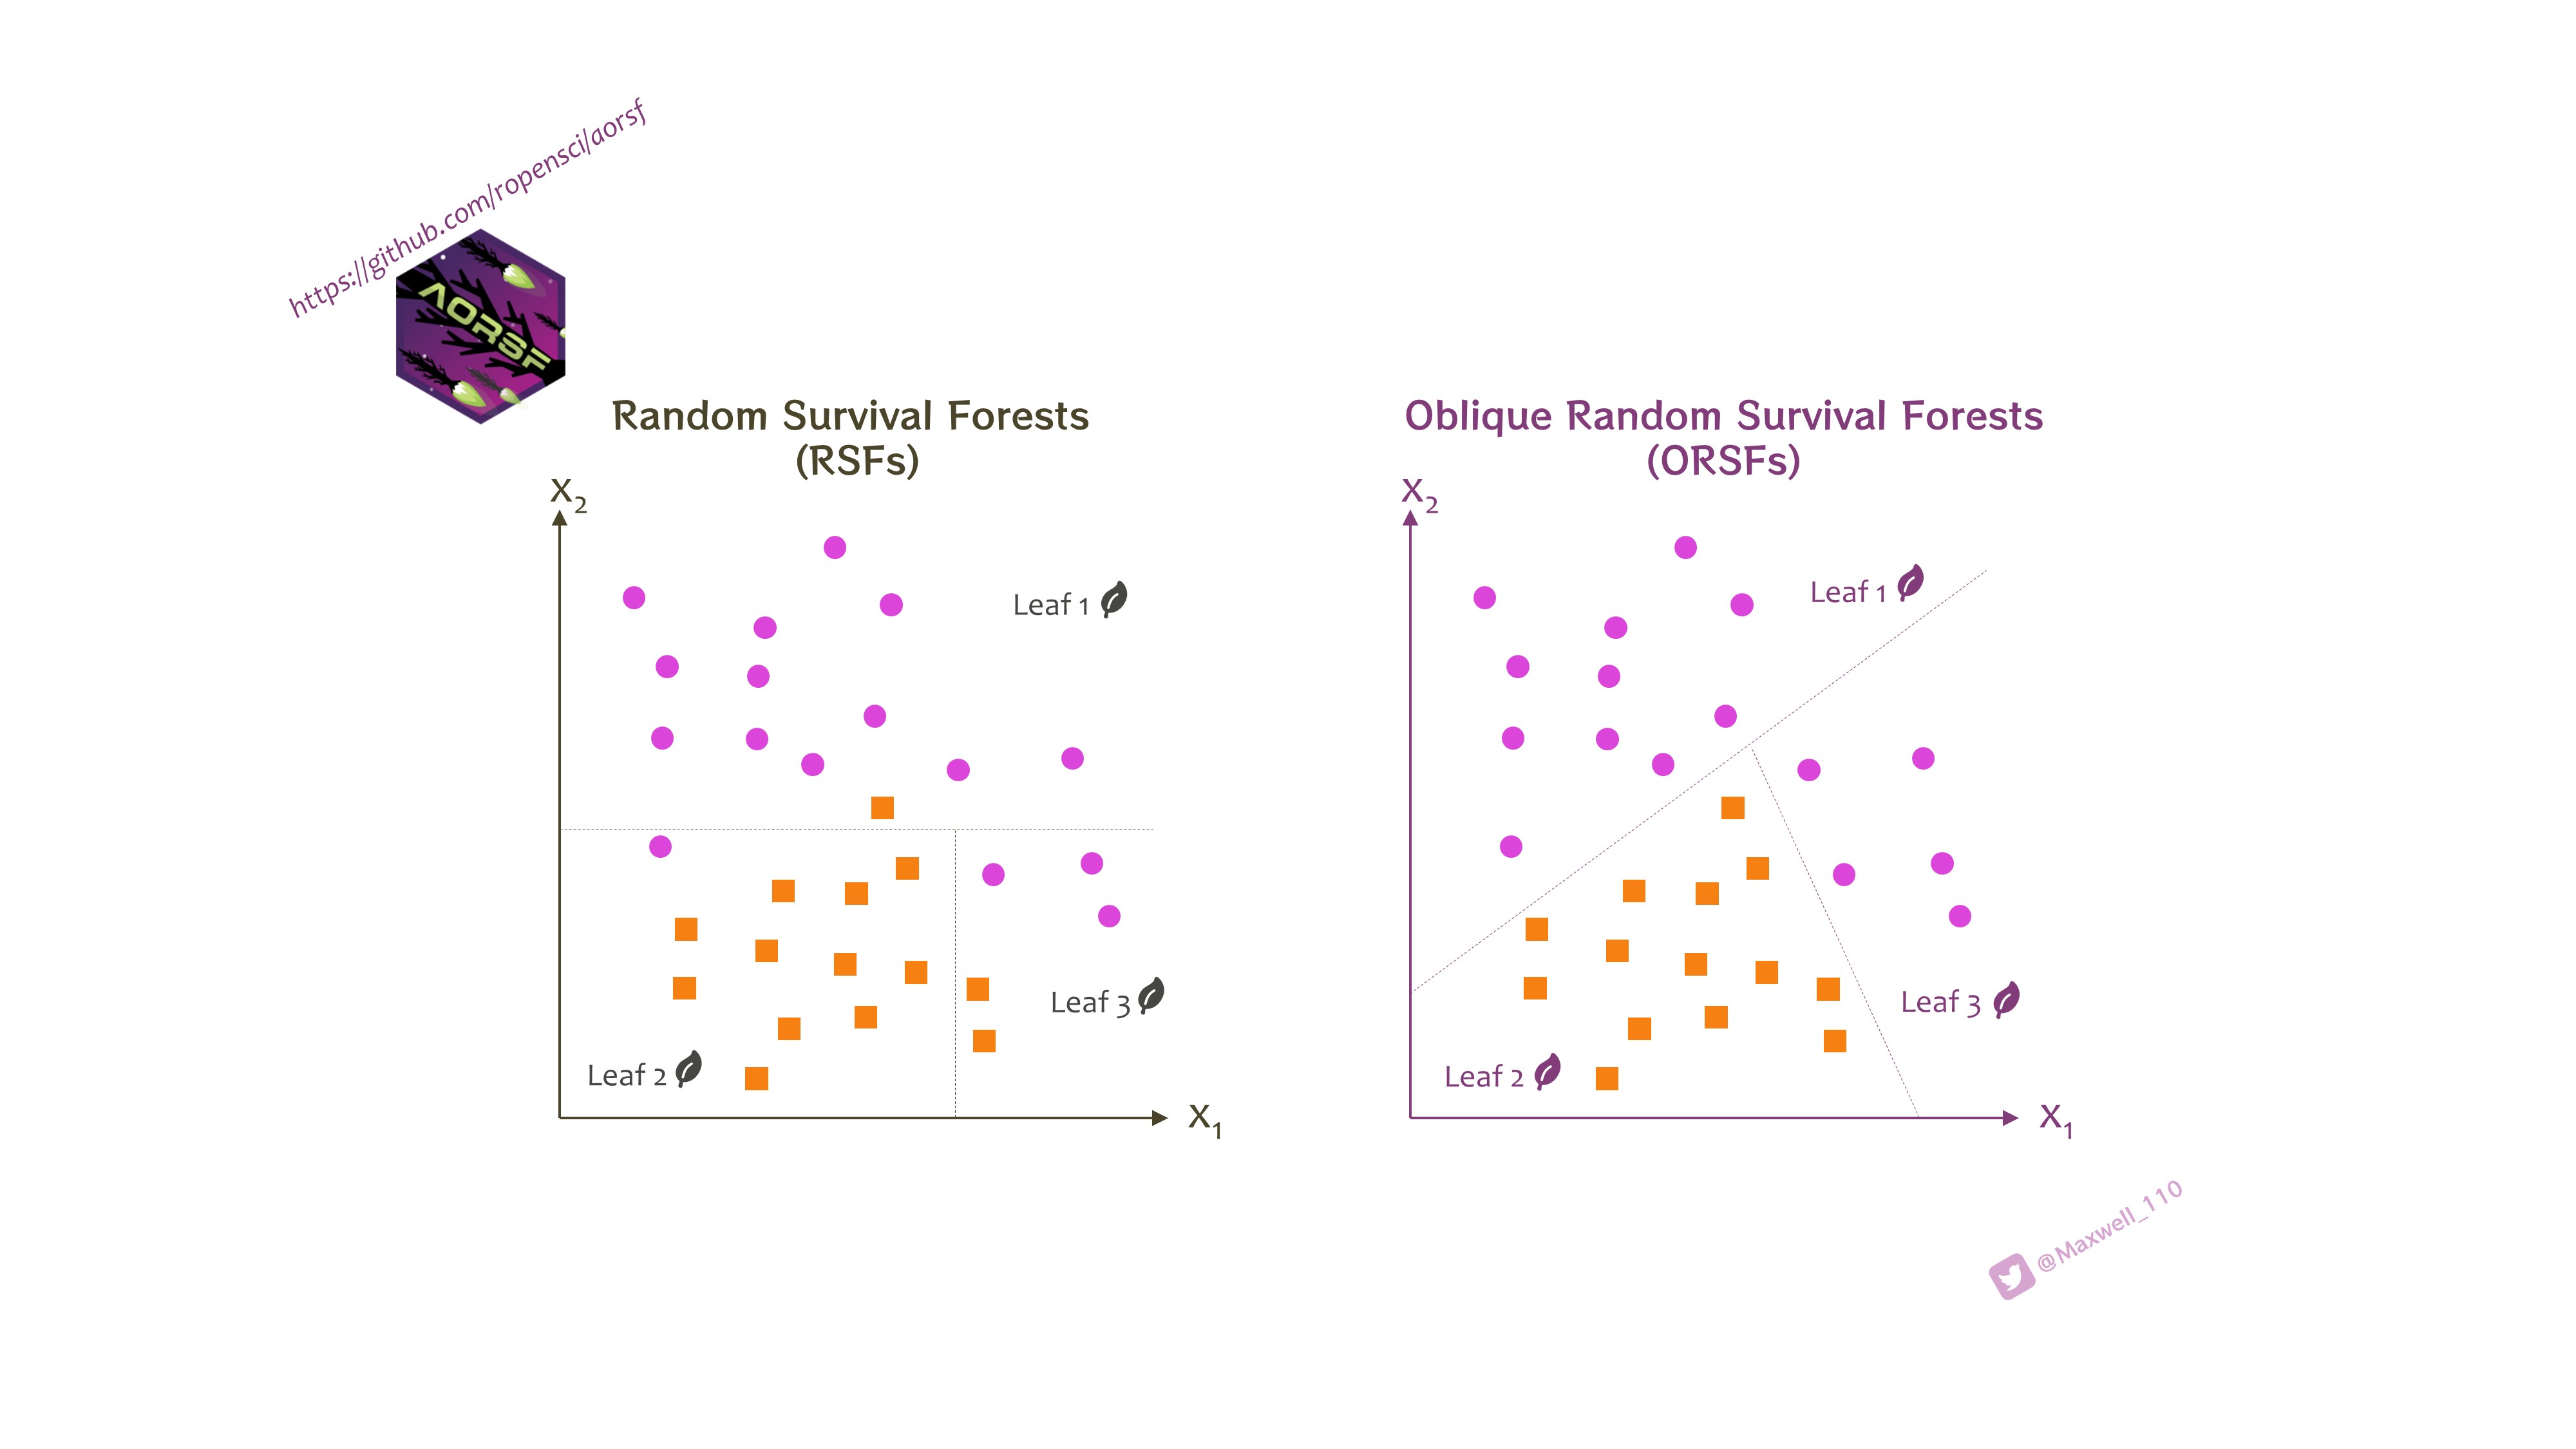 https://github.com/ropensci/aorsf
AORSF
Random Survival Forests
(RSFs)
X2
Leaf 1
Leaf 3
Leaf 2
X1
Oblique Random Survival Forests
(ORSFs)
X2
Leaf 1
Leaf 3
Leaf 2
X1
@Maxwell_110